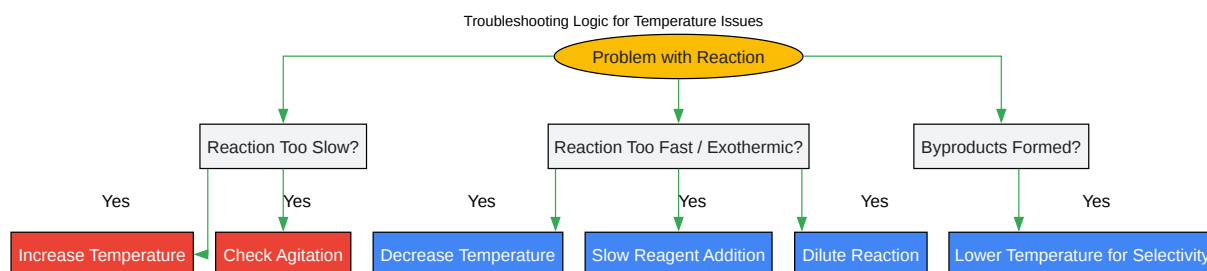 Troubleshooting Logic for Temperature Issues
Problem with Reaction
Reaction Too Slow?
Reaction Too Fast / Exothermic?
Byproducts Formed?
Yes
Yes
Yes
Yes
Yes
Yes
Increase Temperature
Check Agitation
Decrease Temperature
Slow Reagent Addition
Dilute Reaction
Lower Temperature for Selectivity